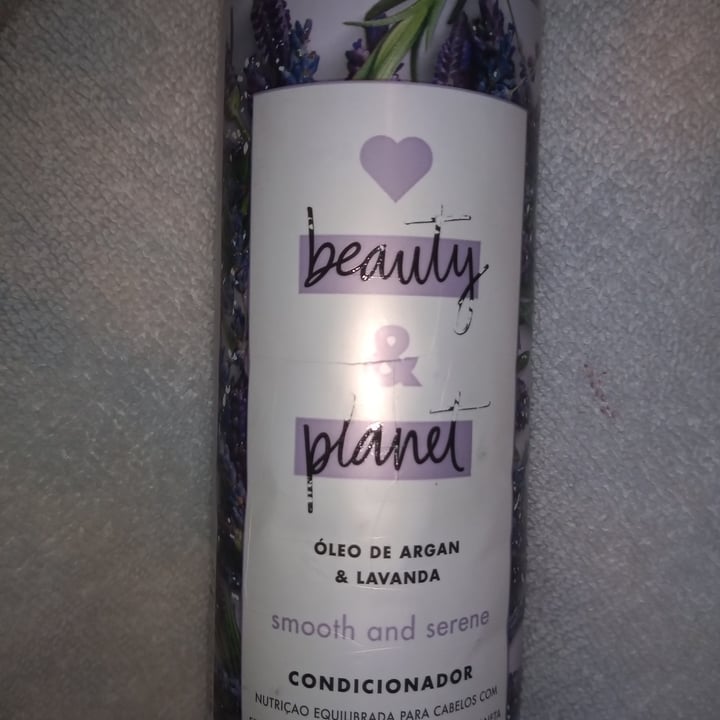 beauty
&
planet
ÓLEO DE ARGAN
& LAVANDA
smooth and serene
CONDICIONADOR
NUTRIÇÃO EQUILIBRADA PARA CABELOS COM